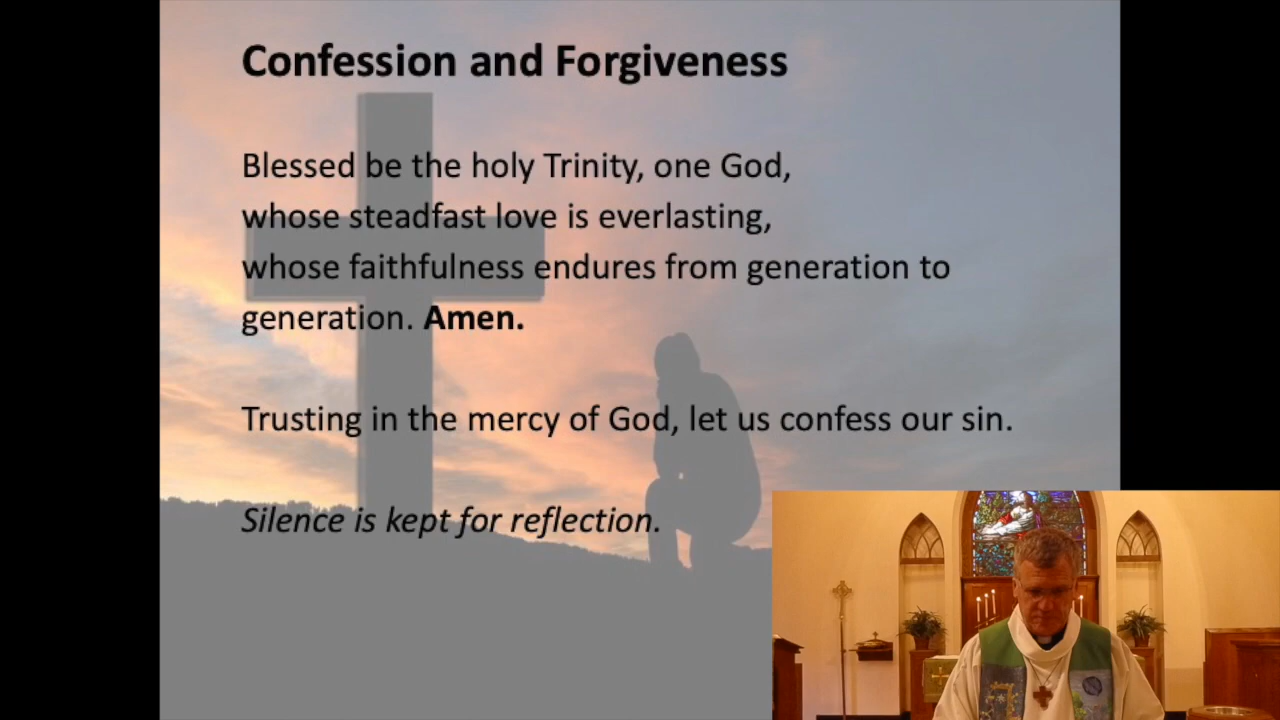 Confession and Forgiveness
Blessed be the holy Trinity, one God,
whose steadfast love is everlasting,
whose faithfulness endures from generation to
generation. Amen.
Trusting in the mercy of God, let us confess our sin.
Silence is kept for reflection.